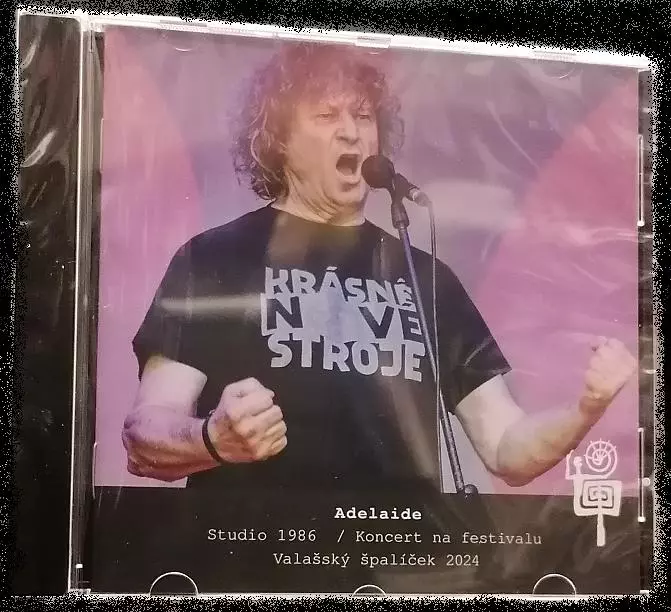 KRÁSNÉ
NOVÉ
STROJE
Adelaide
Studio 1986 / Koncert na festivalu
Valašský špalíček 2024